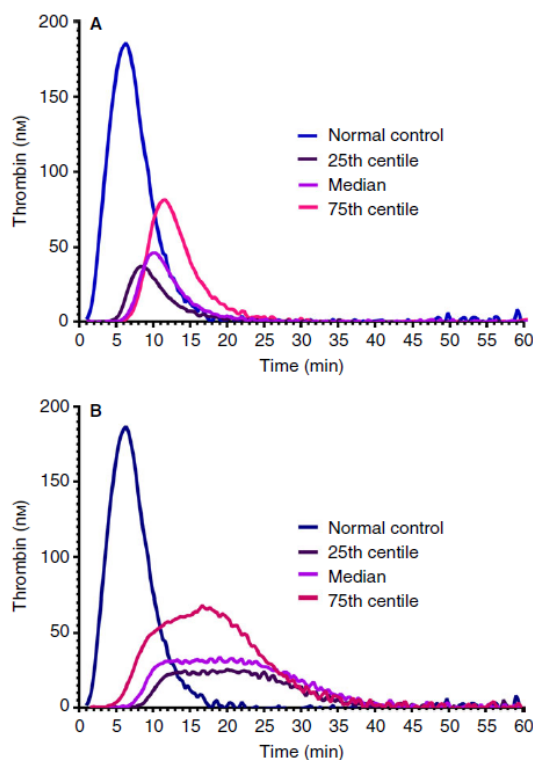 A
200
150
100
50
0
Thrombin (nM)
Normal control
25th centile
Median
75th centile
0 5 10 15 20 25 30 35 40 45 50 55 60
Time (min)
B
200
150
100
50
0
Thrombin (nM)
Normal control
25th centile
Median
75th centile
0 5 10 15 20 25 30 35 40 45 50 55 60
Time (min)